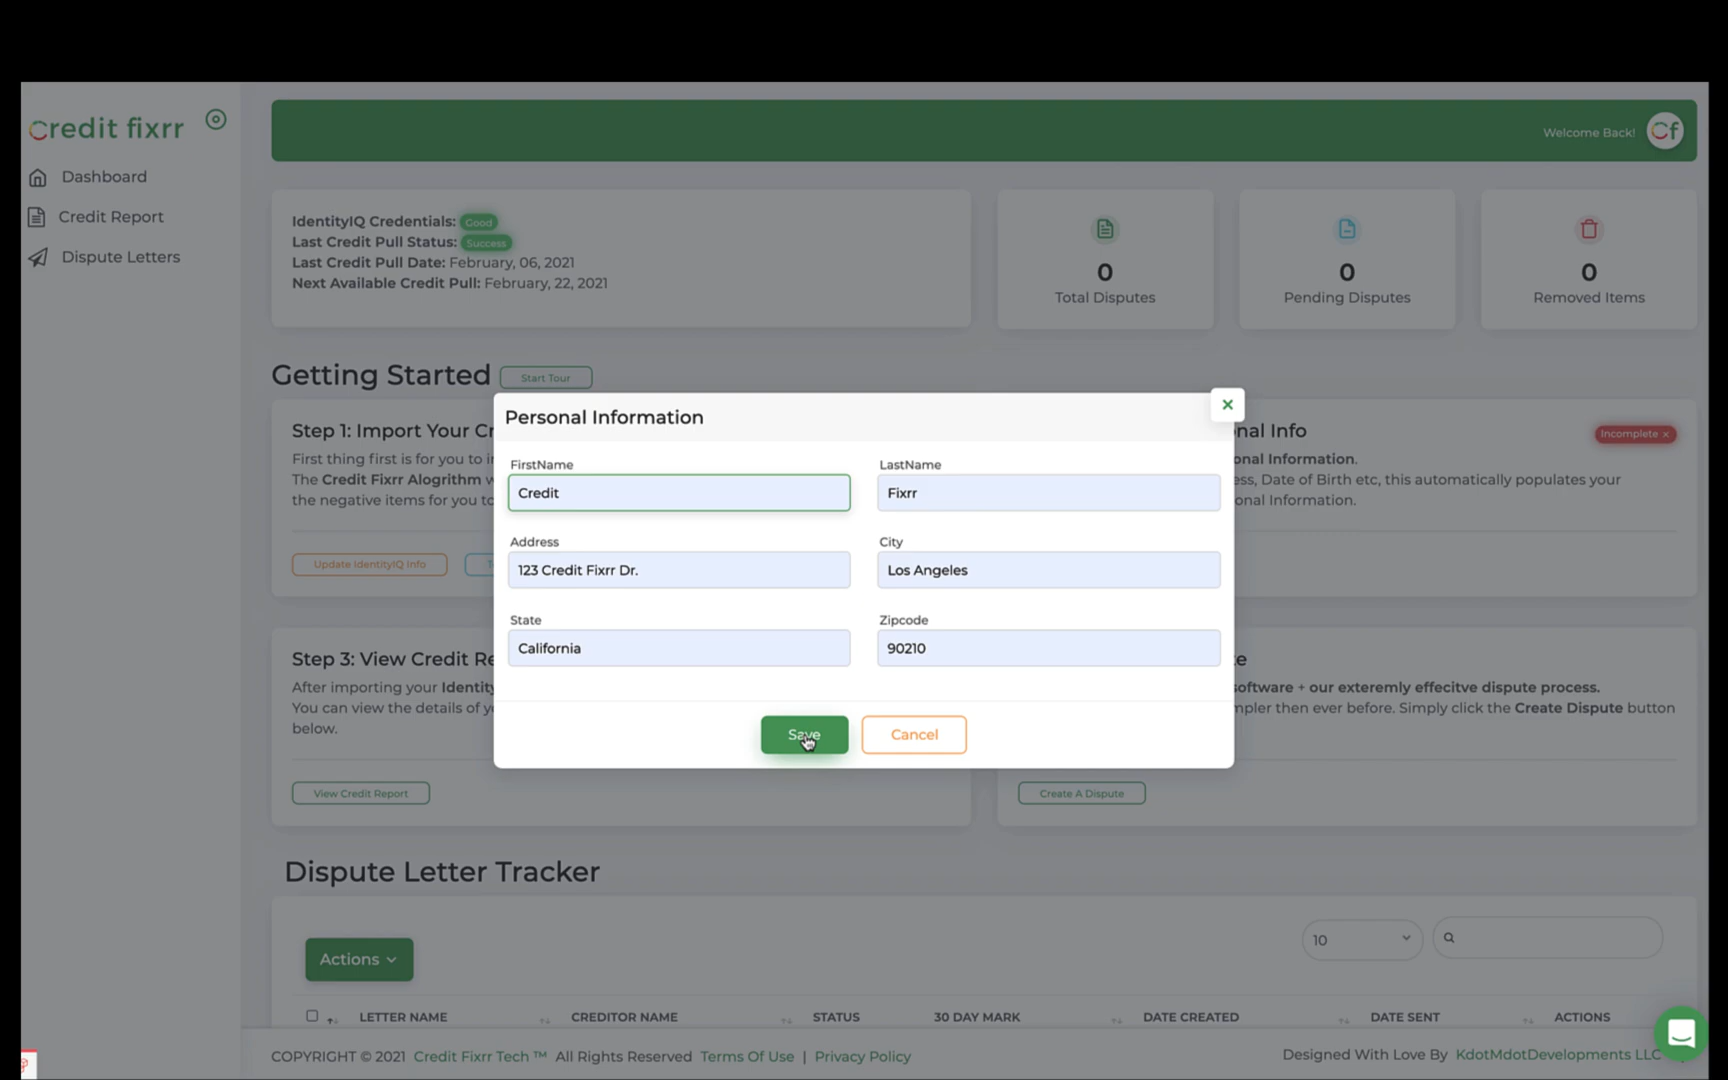 credit fixrr
Dashboard
Credit Report
Dispute Letters
Welcome Back!
Cf
IdentityIQ Credentials: Good
Last Credit Pull Status: Success
Last Credit Pull Date: February, 06, 2021
Next Available Credit Pull: February, 22, 2021
0
Total Disputes
0
Pending Disputes
0
Removed Items
Getting Started
Start Tour
Step 1: Import Your Cr
First thing first is for you to i
The Credit Fixrr Alogrithm w
the negative items for you to
Update IdentityIQ Info
nal Info
Incomplete ×
onal Information.
ess, Date of Birth etc, this automatically populates your
onal Information.
Personal Information
×
FirstName
Credit
LastName
Fixrr
Address
123 Credit Fixrr Dr.
City
Los Angeles
State
California
Zipcode
90210
Save
Cancel
Step 3: View Credit Re
After importing your Identity
You can view the details of y
below.
View Credit Report
te
software + our exteremly effecitve dispute process.
mpler then ever before. Simply click the Create Dispute button
Create A Dispute
Dispute Letter Tracker
Actions
10
LETTER NAME
CREDITOR NAME
STATUS
30 DAY MARK
DATE CREATED
DATE SENT
ACTIONS
COPYRIGHT © 2021 Credit Fixrr Tech ™ All Rights Reserved Terms Of Use | Privacy Policy
Designed With Love By KdotMdotDevelopments LLC